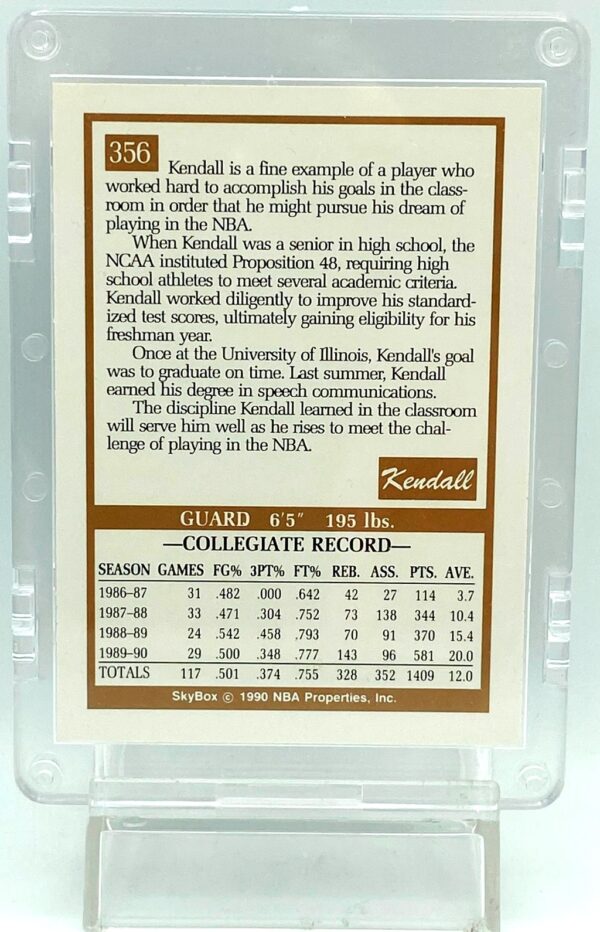 356
Kendall is a fine example of a player who
worked hard to accomplish his goals in the class-
room in order that he might pursue his dream of
playing in the NBA.
When Kendall was a senior in high school, the
NCAA instituted Proposition 48, requiring high
school athletes to meet several academic criteria.
Kendall worked diligently to improve his standard-
ized test scores, ultimately gaining eligibility for his
freshman year.
Once at the University of Illinois, Kendall's goal
was to graduate on time. Last summer, Kendall
earned his degree in speech communications.
The discipline Kendall learned in the classroom
will serve him well as he rises to meet the chal-
lenge of playing in the NBA.
Kendall
GUARD 6'5" 195 lbs.
—COLLEGIATE RECORD—
SEASON GAMES FG% 3PT% FT% REB. ASS. PTS. AVE.
1986–87 31 .482 .000 .642 42 27 114 3.7
1987–88 33 .471 .304 .752 73 138 344 10.4
1988–89 24 .542 .458 .793 70 91 370 15.4
1989–90 29 .500 .348 .777 143 96 581 20.0
TOTALS 117 .501 .374 .755 328 352 1409 12.0
SkyBox © 1990 NBA Properties, Inc.